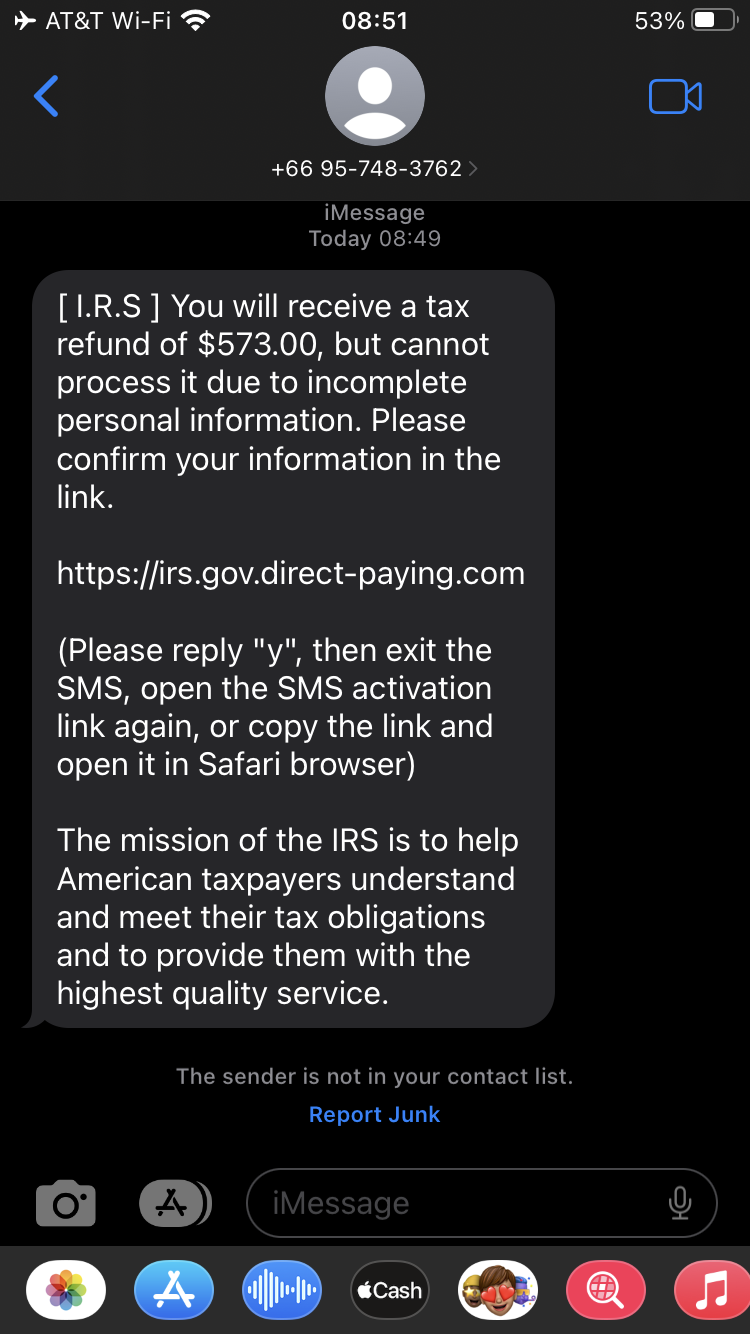 AT&T Wi-Fi 08:51 53%
+66 95-748-3762
iMessage
Today 08:49
[ I.R.S ] You will receive a tax
refund of $573.00, but cannot
process it due to incomplete
personal information. Please
confirm your information in the
link.
https://irs.gov.direct-paying.com
(Please reply "y", then exit the
SMS, open the SMS activation
link again, or copy the link and
open it in Safari browser)
The mission of the IRS is to help
American taxpayers understand
and meet their tax obligations
and to provide them with the
highest quality service.
The sender is not in your contact list.
Report Junk
iMessage
Cash